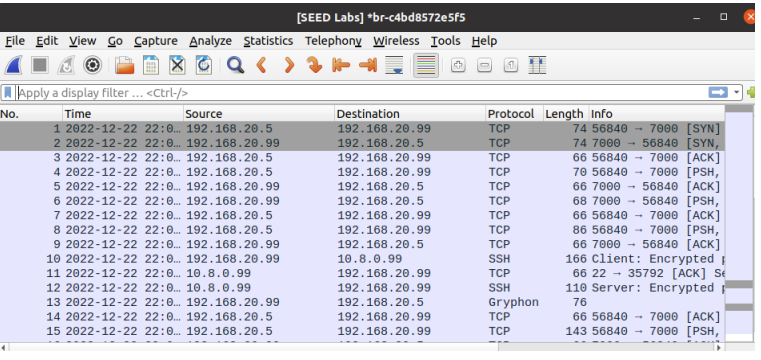 [SEED Labs] *br-c4bd8572e5f5
File Edit View Go Capture Analyze Statistics Telephony Wireless Tools Help
Apply a display filter … <Ctrl-/>
No. Time Source Destination Protocol Length Info
1 2022-12-22 22:0… 192.168.20.5 192.168.20.99 TCP 74 56840 → 7000 [SYN]
2 2022-12-22 22:0… 192.168.20.99 192.168.20.5 TCP 74 7000 → 56840 [SYN,
3 2022-12-22 22:0… 192.168.20.5 192.168.20.99 TCP 66 56840 → 7000 [ACK]
4 2022-12-22 22:0… 192.168.20.5 192.168.20.99 TCP 70 56840 → 7000 [PSH,
5 2022-12-22 22:0… 192.168.20.99 192.168.20.5 TCP 66 7000 → 56840 [ACK]
6 2022-12-22 22:0… 192.168.20.99 192.168.20.5 TCP 68 7000 → 56840 [PSH,
7 2022-12-22 22:0… 192.168.20.5 192.168.20.99 TCP 66 56840 → 7000 [ACK]
8 2022-12-22 22:0… 192.168.20.5 192.168.20.99 TCP 86 56840 → 7000 [PSH,
9 2022-12-22 22:0… 192.168.20.99 192.168.20.5 TCP 66 7000 → 56840 [ACK]
10 2022-12-22 22:0… 192.168.20.99 10.8.0.99 SSH 166 Client: Encrypted p
11 2022-12-22 22:0… 10.8.0.99 192.168.20.99 TCP 66 22 → 35792 [ACK] Se
12 2022-12-22 22:0… 10.8.0.99 192.168.20.99 SSH 110 Server: Encrypted p
13 2022-12-22 22:0… 192.168.20.99 192.168.20.5 Gryphon 76
14 2022-12-22 22:0… 192.168.20.5 192.168.20.99 TCP 66 56840 → 7000 [ACK]
15 2022-12-22 22:0… 192.168.20.5 192.168.20.99 TCP 143 56840 → 7000 [PSH,